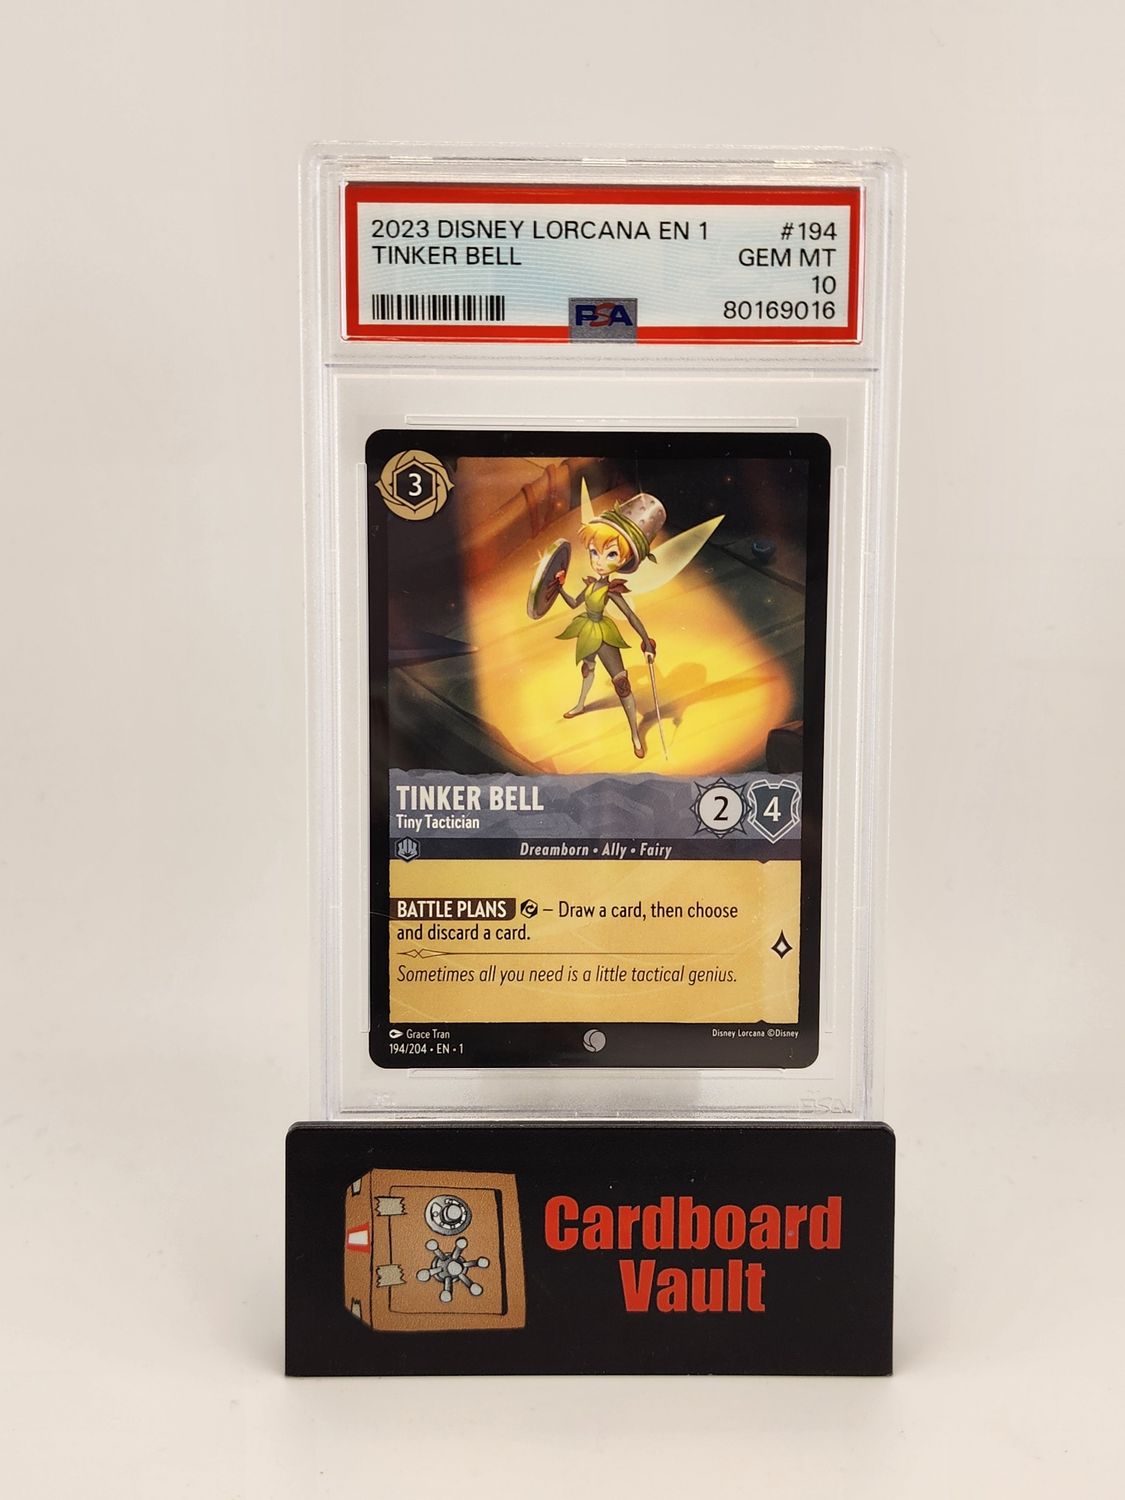 2023 DISNEY LORCANA EN 1 #194
TINKER BELL GEM MT
10
PSA 80169016
3
TINKER BELL
Tiny Tactician
2 4
Dreamborn • Ally • Fairy
BATTLE PLANS – Draw a card, then choose
and discard a card.
Sometimes all you need is a little tactical genius.
Grace Tran Disney Lorcana ©Disney
194/204 • EN • 1
PSA
Cardboard
Vault